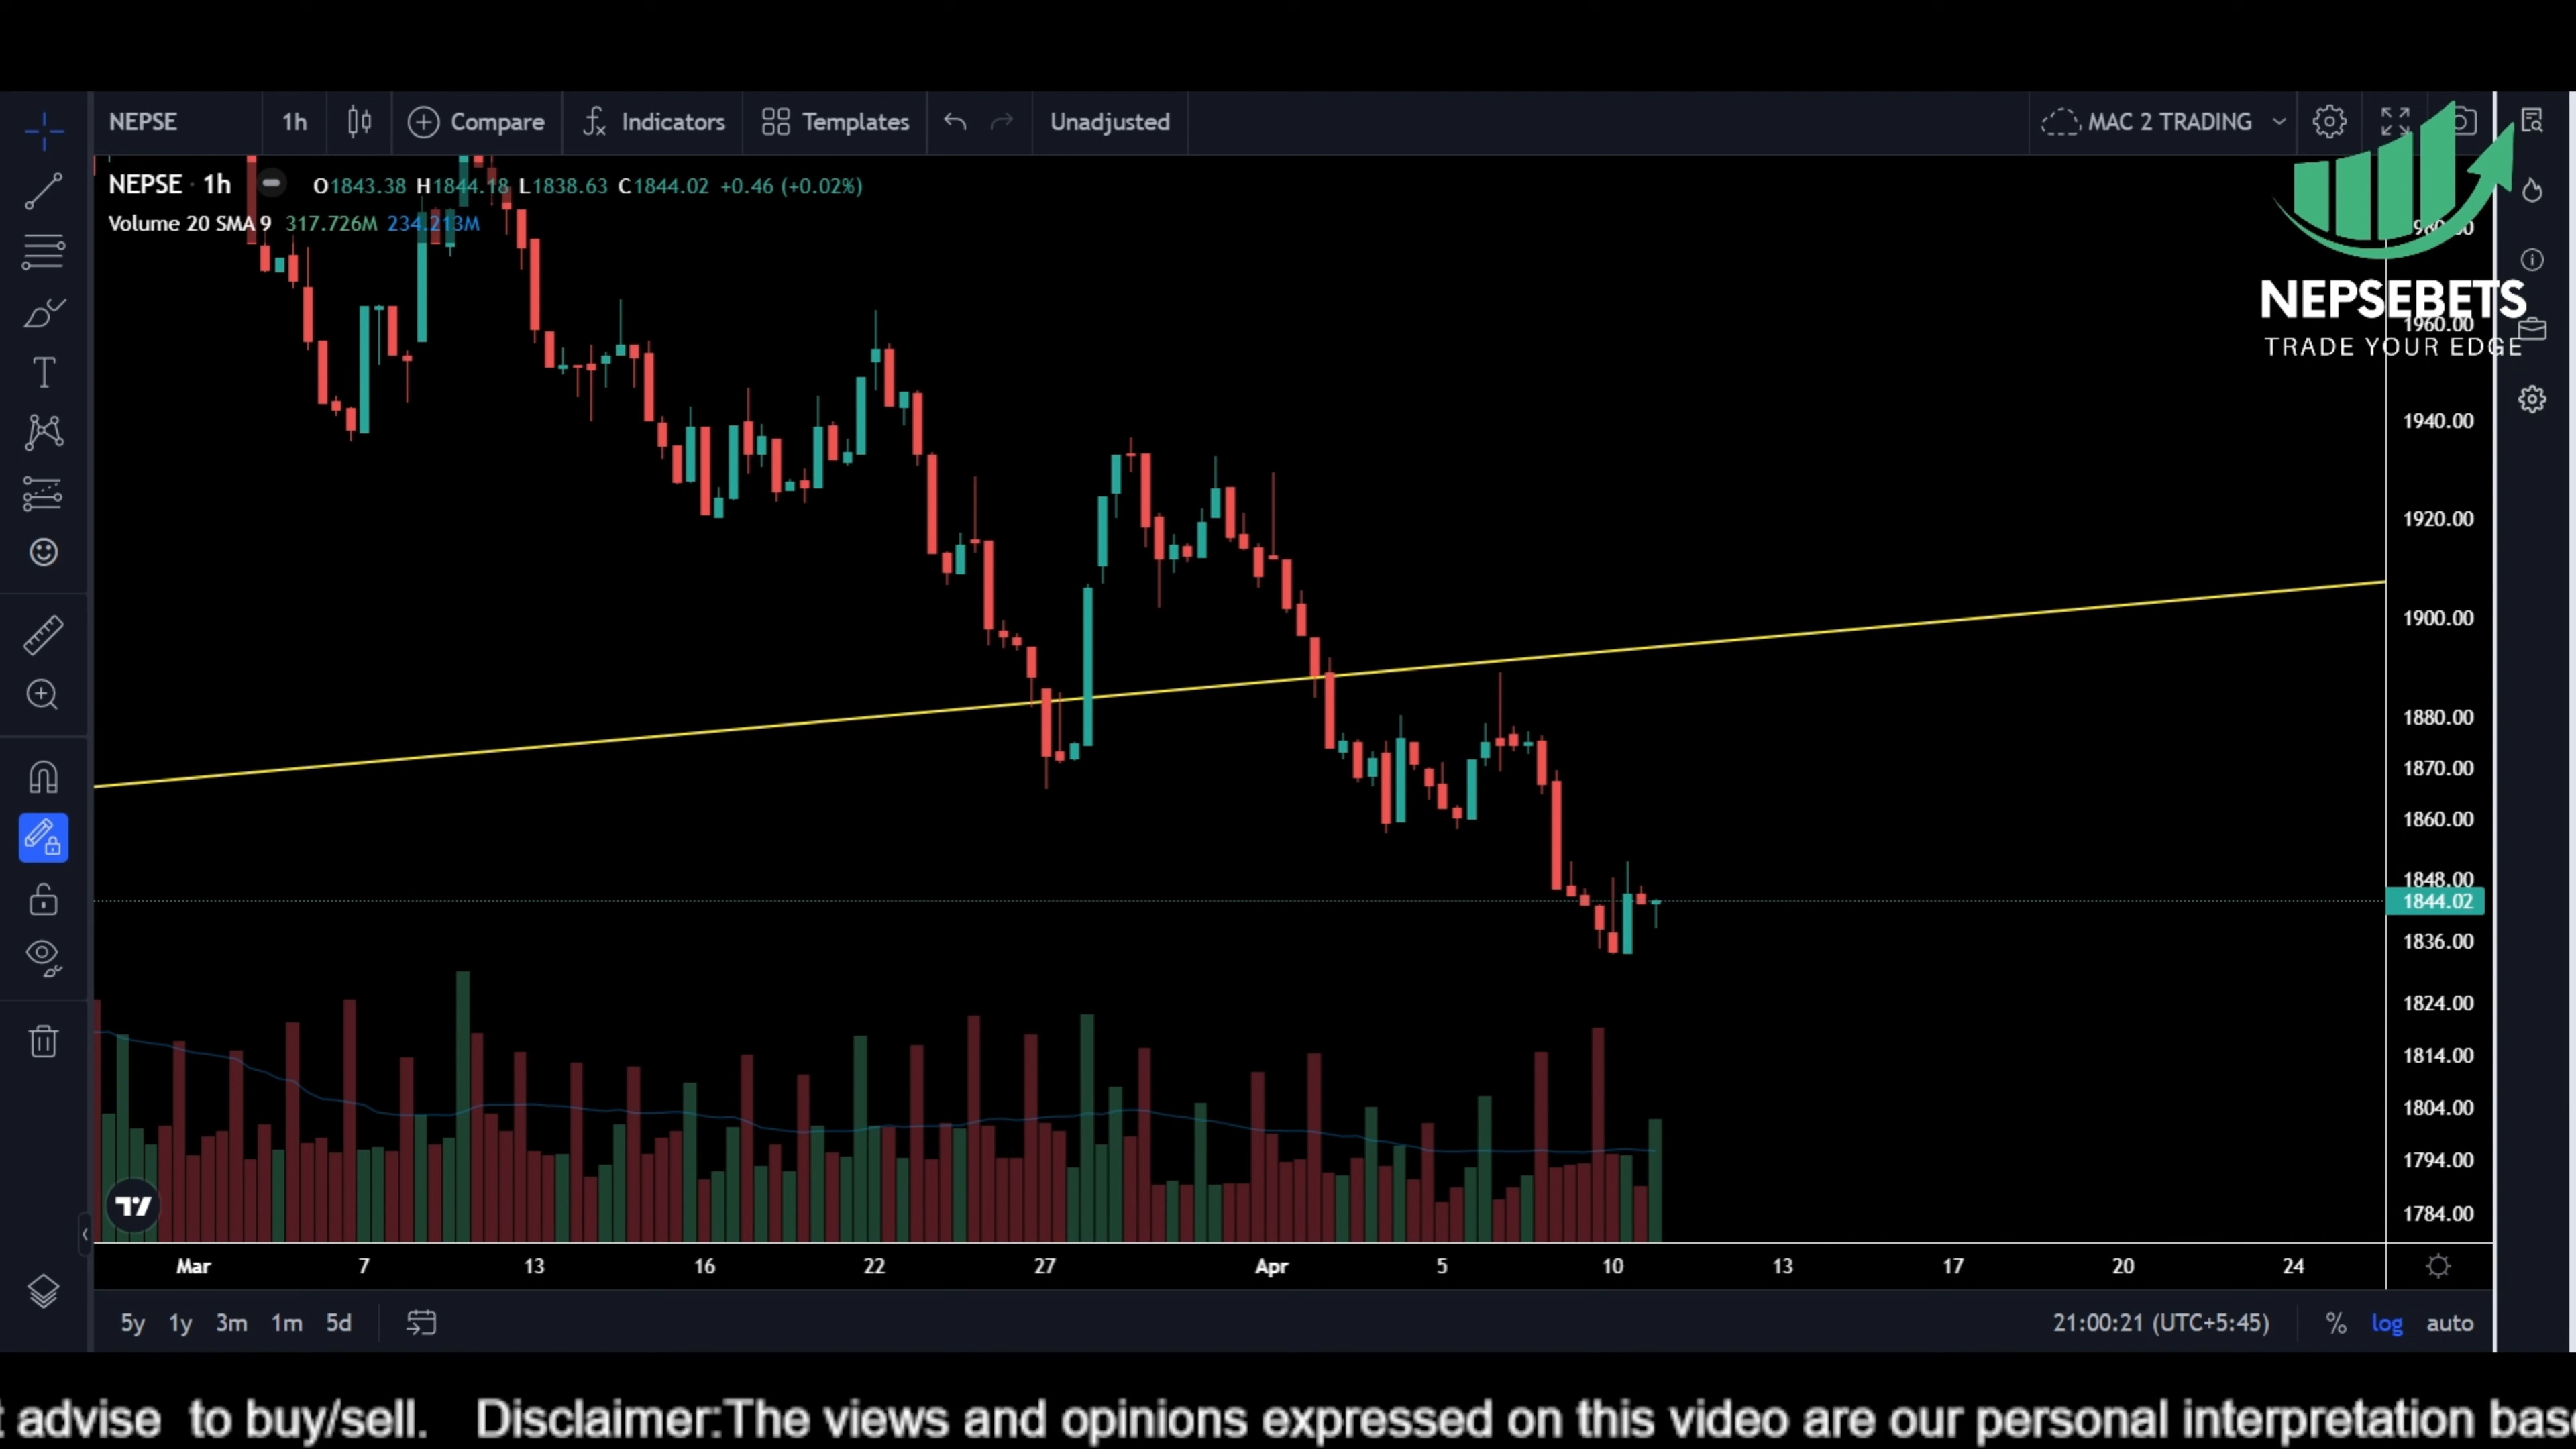 NEPSE 1h Compare Indicators Templates Unadjusted MAC 2 TRADING
NEPSE · 1h O1843.38 H1844.18 L1838.63 C1844.02 +0.46 (+0.02%)
Volume 20 SMA 9 317.726M 234.213M
NEPSEBETS
TRADE YOUR EDGE
1960.00
1940.00
1920.00
1900.00
1880.00
1870.00
1860.00
1848.00
1844.02
1836.00
1824.00
1814.00
1804.00
1794.00
1784.00
Mar 7 13 16 22 27 Apr 5 10 13 17 20 24
5y 1y 3m 1m 5d 21:00:21 (UTC+5:45) % log auto
advise to buy/sell. Disclaimer:The views and opinions expressed on this video are our personal interpretation